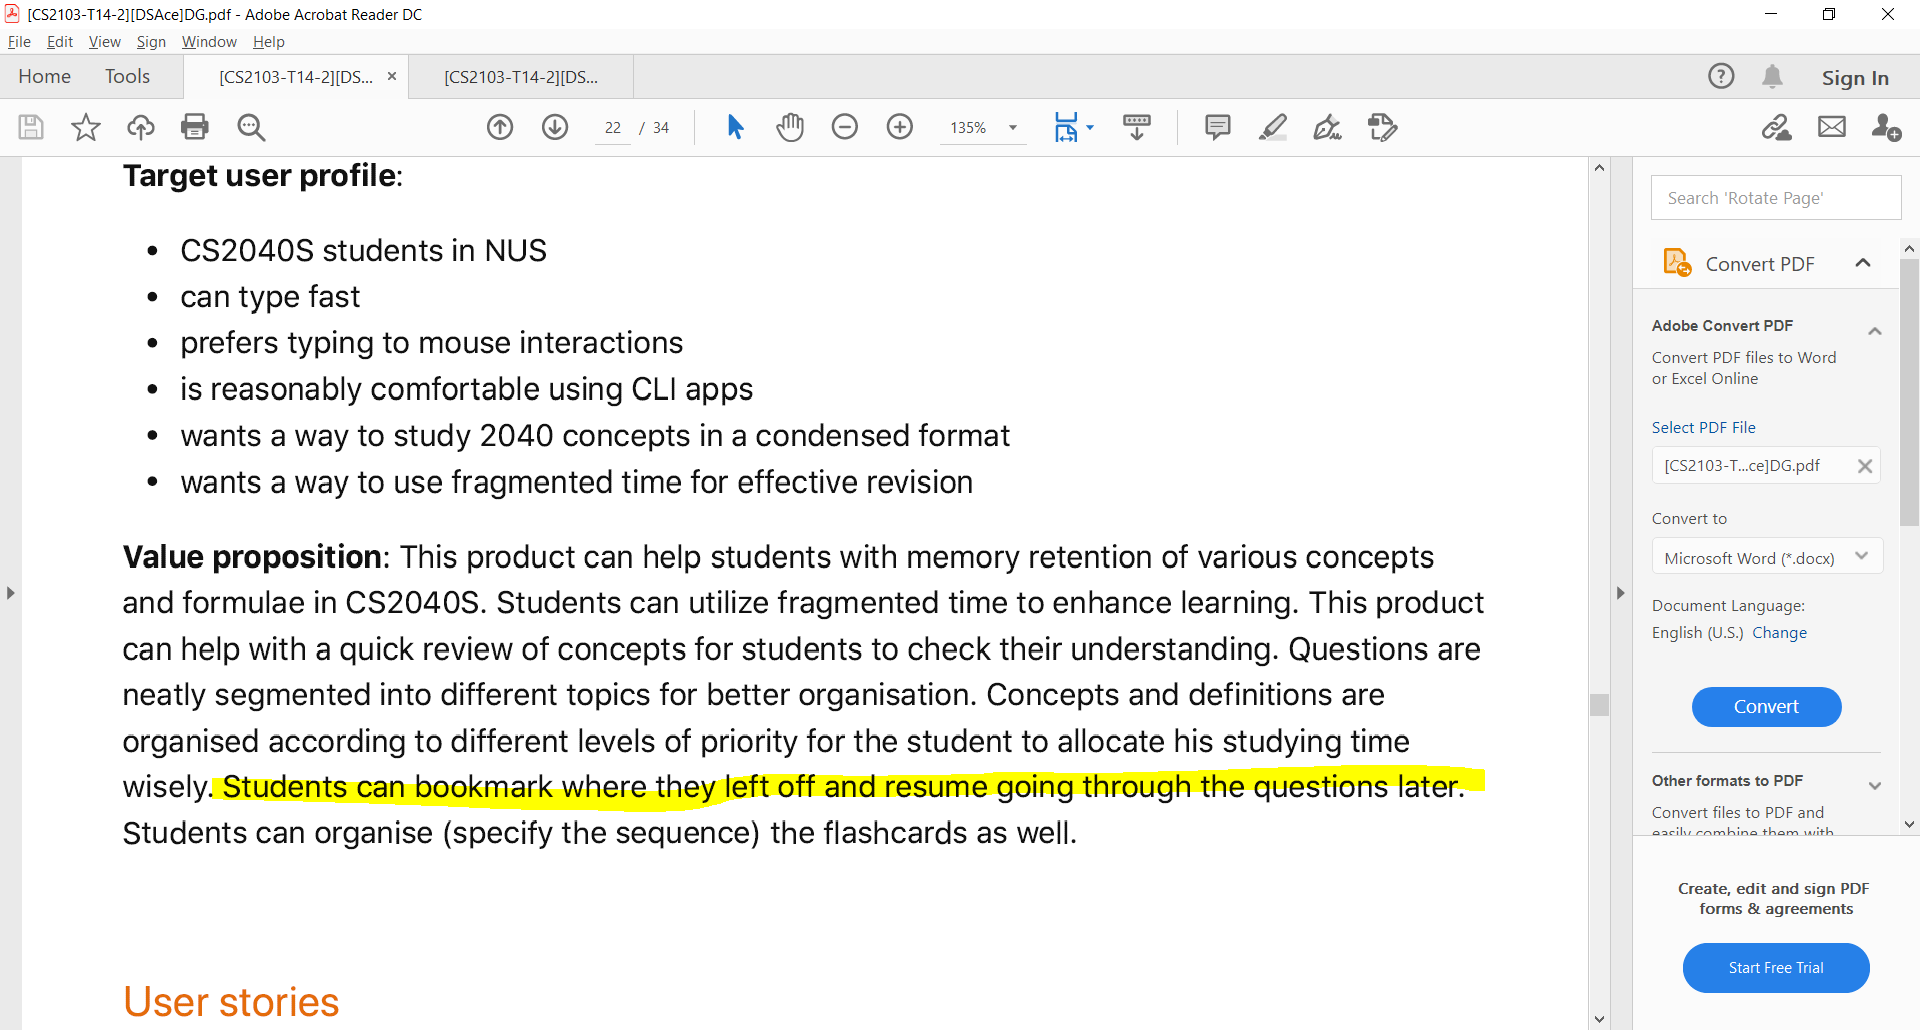 [CS2103-T14-2][DSAce]DG.pdf - Adobe Acrobat Reader DC
File Edit View Sign Window Help
Home Tools [CS2103-T14-2][DS... × [CS2103-T14-2][DS... Sign In
22 / 34 135%
Target user profile:
• CS2040S students in NUS
• can type fast
• prefers typing to mouse interactions
• is reasonably comfortable using CLI apps
• wants a way to study 2040 concepts in a condensed format
• wants a way to use fragmented time for effective revision
Value proposition: This product can help students with memory retention of various concepts
and formulae in CS2040S. Students can utilize fragmented time to enhance learning. This product
can help with a quick review of concepts for students to check their understanding. Questions are
neatly segmented into different topics for better organisation. Concepts and definitions are
organised according to different levels of priority for the student to allocate his studying time
wisely. Students can bookmark where they left off and resume going through the questions later.
Students can organise (specify the sequence) the flashcards as well.
User stories
Search 'Rotate Page'
Convert PDF
Adobe Convert PDF
Convert PDF files to Word
or Excel Online
Select PDF File
[CS2103-T...ce]DG.pdf
Convert to
Microsoft Word (*.docx)
Document Language:
English (U.S.) Change
Convert
Other formats to PDF
Convert files to PDF and
easily combine them with
Create, edit and sign PDF
forms & agreements
Start Free Trial